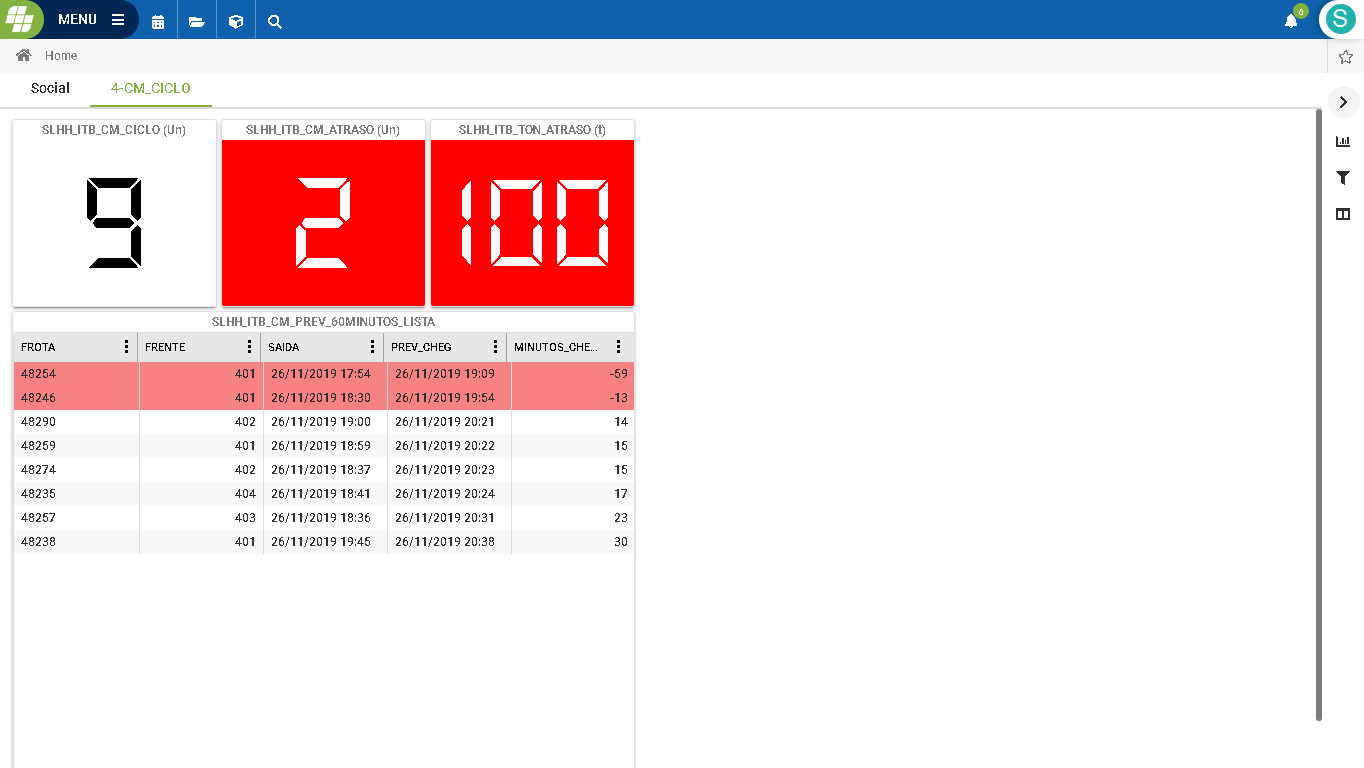 MENU
0
S
Home
Social 4-CM_CICLO
SLHH_ITB_CM_CICLO (Un) SLHH_ITB_CM_ATRASO (Un) SLHH_ITB_TON_ATRASO (t)
9 2 100
SLHH_ITB_CM_PREV_60MINUTOS_LISTA
FROTA FRENTE SAIDA PREV_CHEG MINUTOS_CHE...
48254 401 26/11/2019 17:54 26/11/2019 19:09 -59
48246 401 26/11/2019 18:30 26/11/2019 19:54 -13
48290 402 26/11/2019 19:00 26/11/2019 20:21 14
48259 401 26/11/2019 18:59 26/11/2019 20:22 15
48274 402 26/11/2019 18:37 26/11/2019 20:23 15
48235 404 26/11/2019 18:41 26/11/2019 20:24 17
48257 403 26/11/2019 18:36 26/11/2019 20:31 23
48238 401 26/11/2019 19:45 26/11/2019 20:38 30